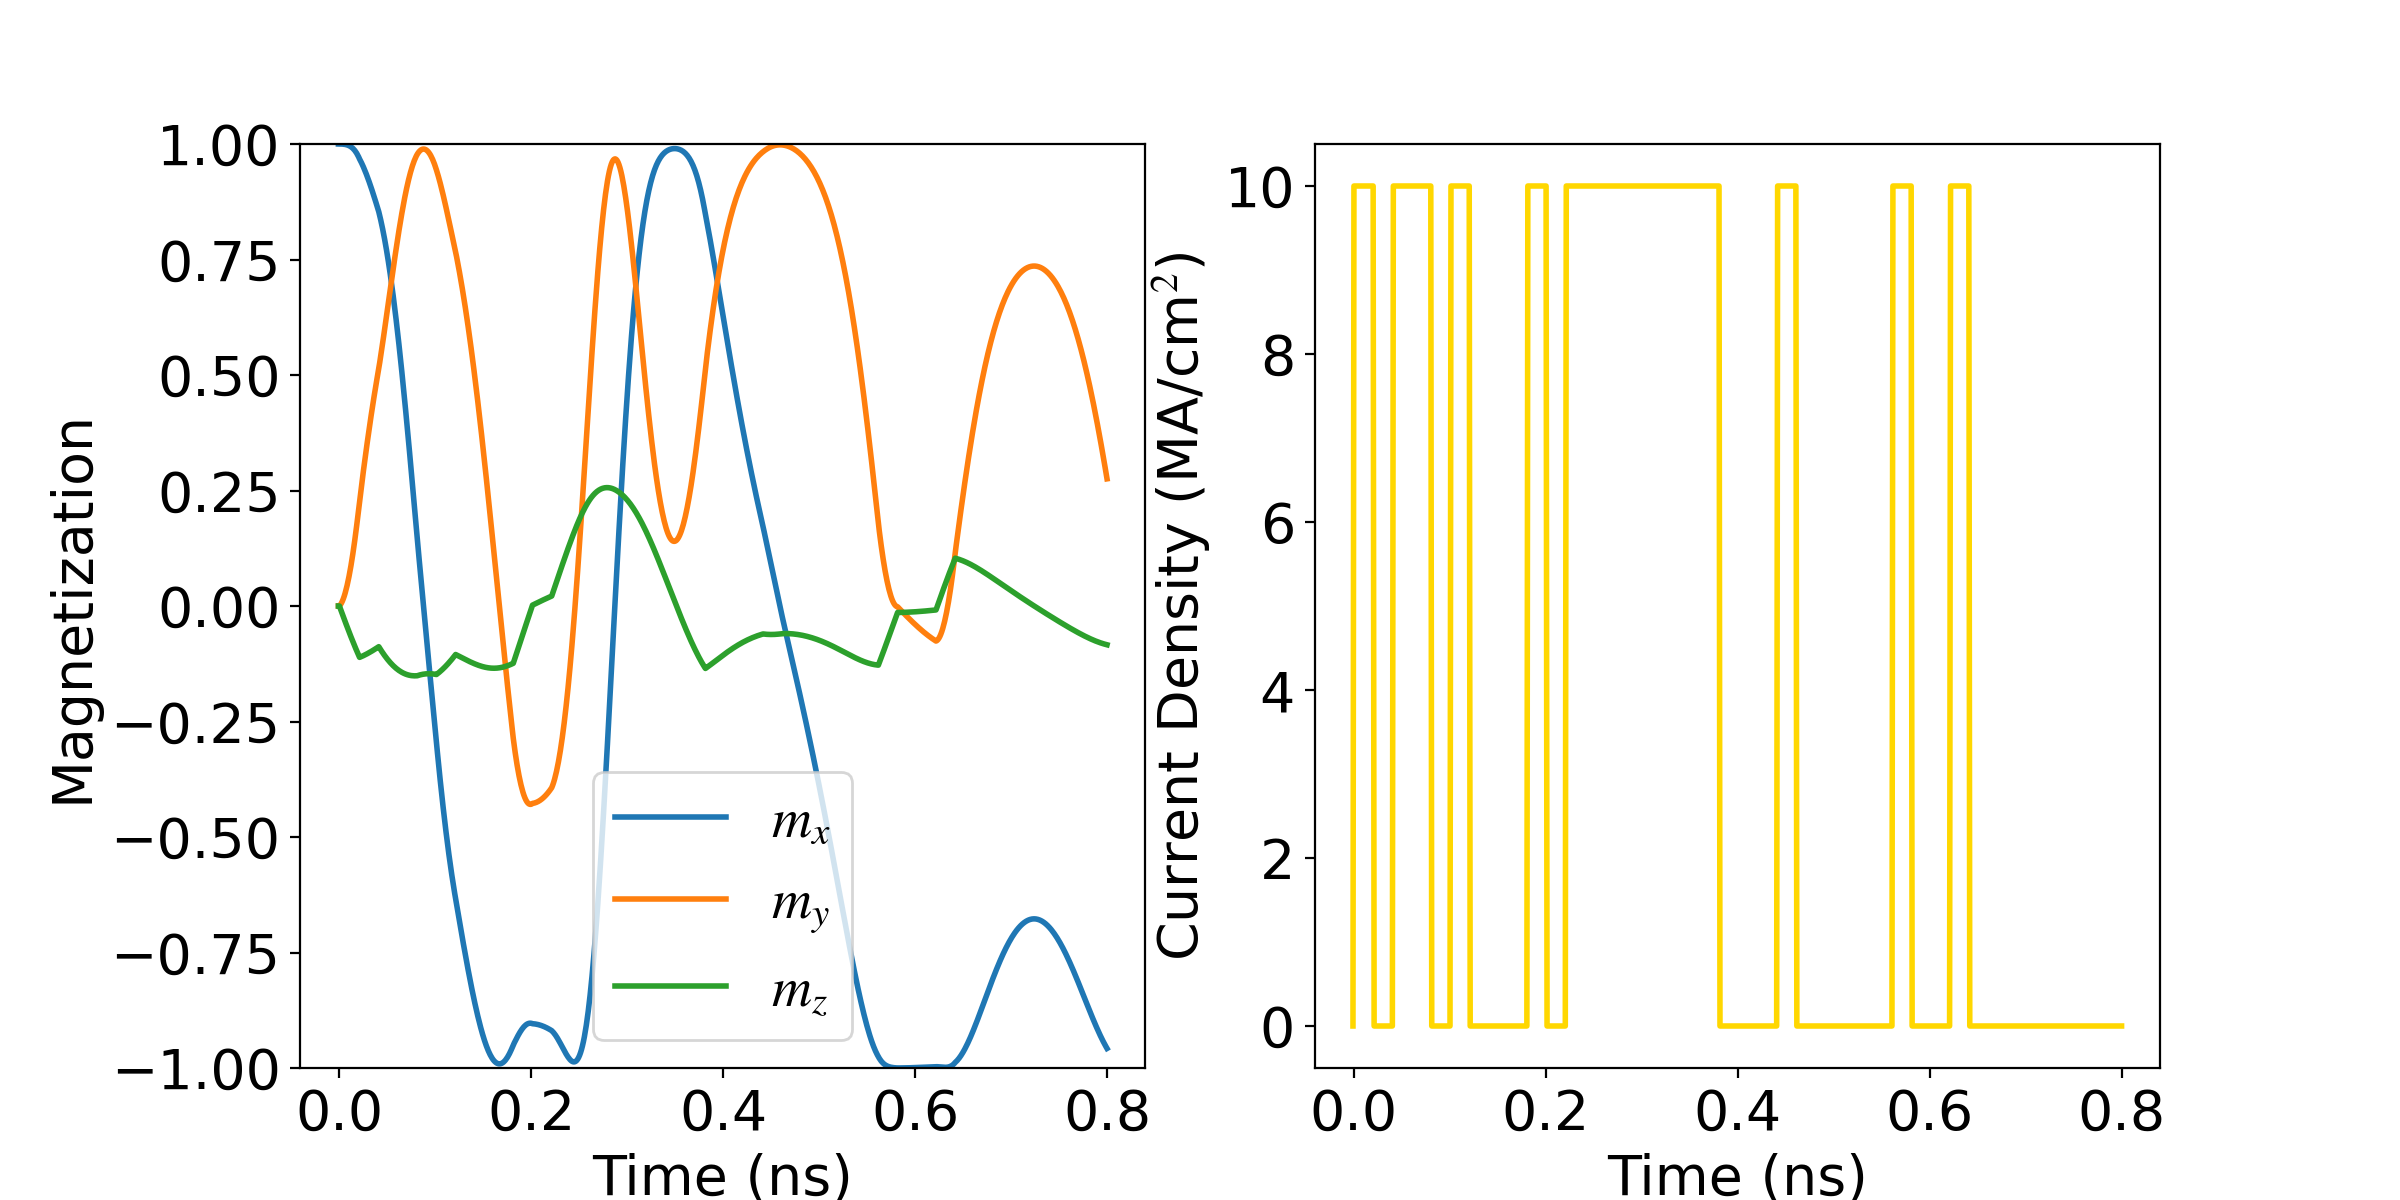 1.00
0.75
0.50
0.25
0.00
−0.25
−0.50
−0.75
−1.00
Magnetization
0.0 0.2 0.4 0.6 0.8
Time (ns)
m_x
m_y
m_z
10
8
6
4
2
0
Current Density (MA/cm²)
0.0 0.2 0.4 0.6 0.8
Time (ns)